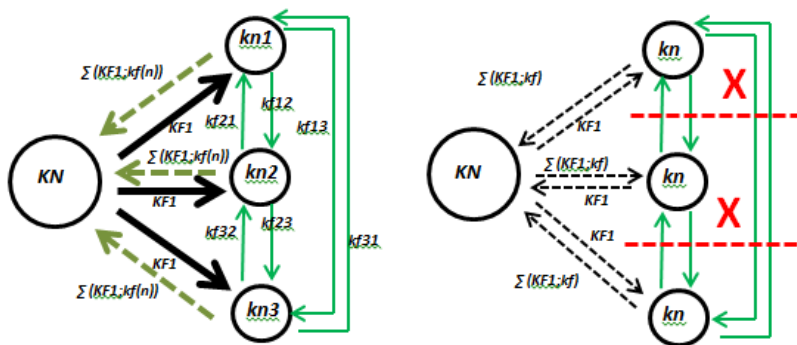 kn1
∑ (KF1;kf(n))
KF1
kf21
kf12
kf13
∑ (KF1;kf(n))
KN
kn2
KF1
kf32
kf23
kf31
KF1
∑ (KF1;kf(n))
kn3
kn
∑ (KF1;kf)
X
KF1
∑ (KF1;kf)
KN
kn
KF1
X
KF1
∑ (KF1;kf)
kn